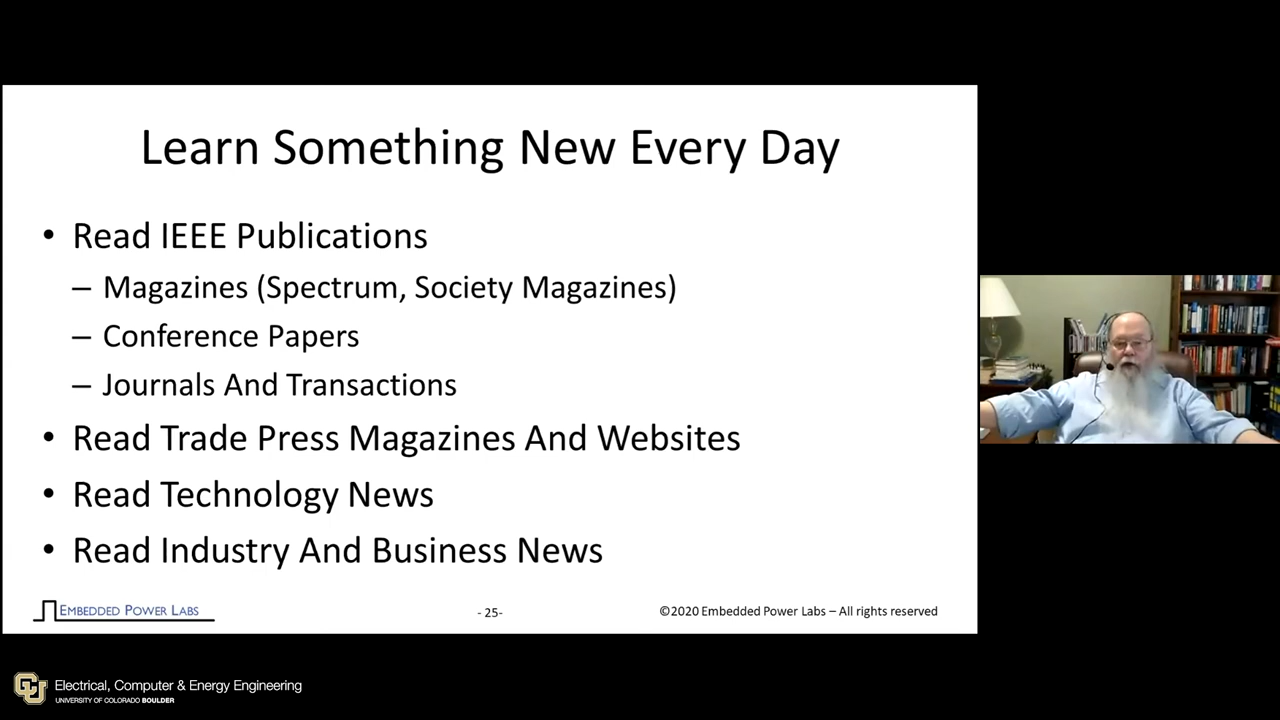 Learn Something New Every Day
• Read IEEE Publications
– Magazines (Spectrum, Society Magazines)
– Conference Papers
– Journals And Transactions
• Read Trade Press Magazines And Websites
• Read Technology News
• Read Industry And Business News
EMBEDDED POWER LABS
- 25-
©2020 Embedded Power Labs – All rights reserved
CU
Electrical, Computer & Energy Engineering
UNIVERSITY OF COLORADO BOULDER